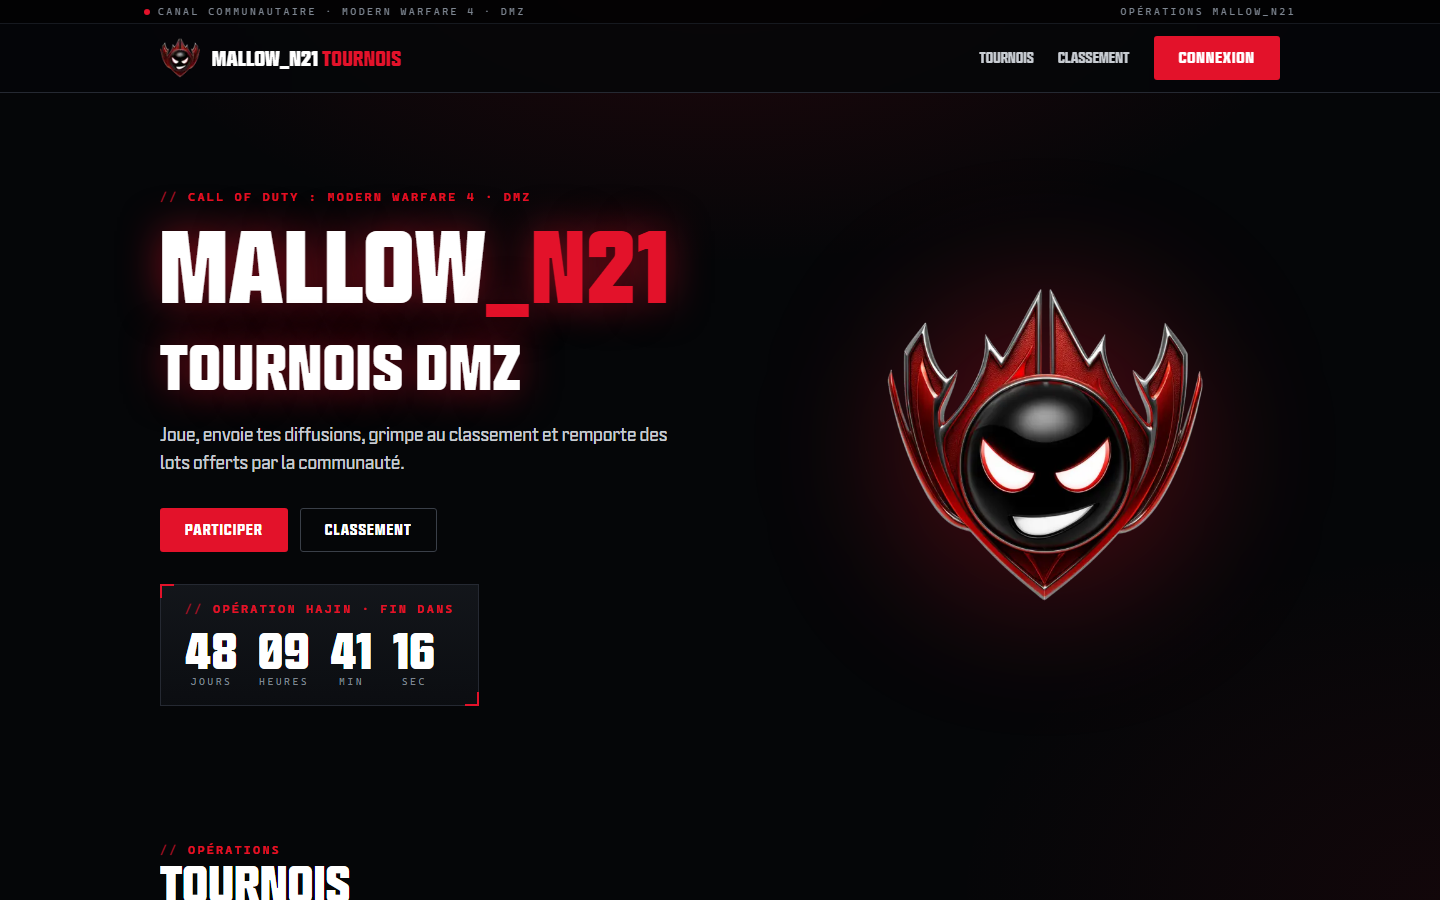 CANAL COMMUNAUTAIRE · MODERN WARFARE 4 · DMZ
OPÉRATIONS MALLOW_N21
MALLOW_N21 TOURNOIS
TOURNOIS
CLASSEMENT
CONNEXION
// CALL OF DUTY : MODERN WARFARE 4 · DMZ
MALLOW_N21
TOURNOIS DMZ
Joue, envoie tes diffusions, grimpe au classement et remporte des
lots offerts par la communauté.
PARTICIPER
CLASSEMENT
// OPÉRATION HAJIN · FIN DANS
48 09 41 16
JOURS HEURES MIN SEC
// OPÉRATIONS
TOURNOIS